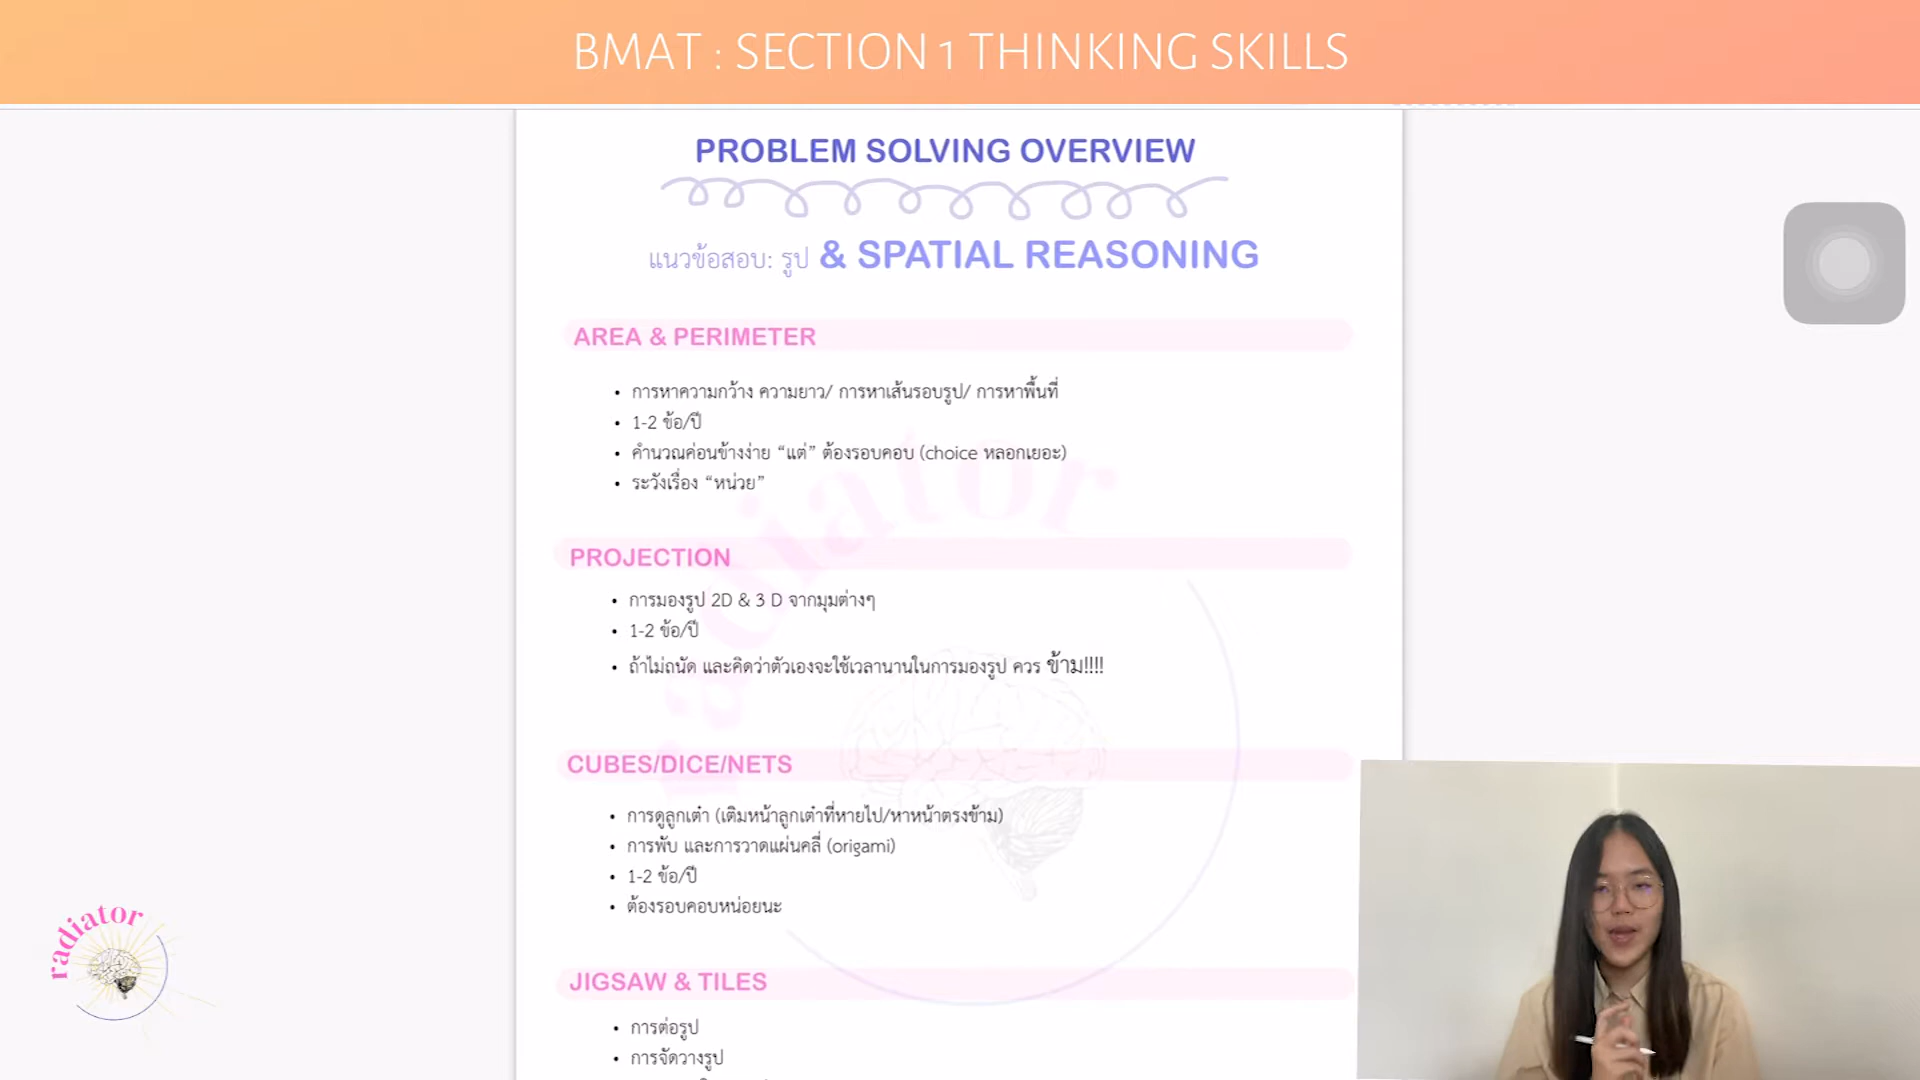 BMAT : SECTION 1 THINKING SKILLS
PROBLEM SOLVING OVERVIEW
แนวข้อสอบ: รูป & SPATIAL REASONING
AREA & PERIMETER
• การหาความกว้าง ความยาว/ การหาเส้นรอบรูป/ การหาพื้นที่
• 1-2 ข้อ/ปี
• คำนวณค่อนข้างง่าย “แต่” ต้องรอบคอบ (choice หลอกเยอะ)
• ระวังเรื่อง “หน่วย”
PROJECTION
• การมองรูป 2D & 3 D จากมุมต่างๆ
• 1-2 ข้อ/ปี
• ถ้าไม่ถนัด และคิดว่าตัวเองจะใช้เวลานานในการมองรูป ควร ข้าม!!!!
CUBES/DICE/NETS
• การดูลูกเต๋า (เติมหน้าลูกเต๋าที่หายไป/หาหน้าตรงข้าม)
• การพับ และการวาดแผ่นคลี่ (origami)
• 1-2 ข้อ/ปี
• ต้องรอบคอบหน่อยนะ
JIGSAW & TILES
• การต่อรูป
• การจัดวางรูป
radiator
radiator